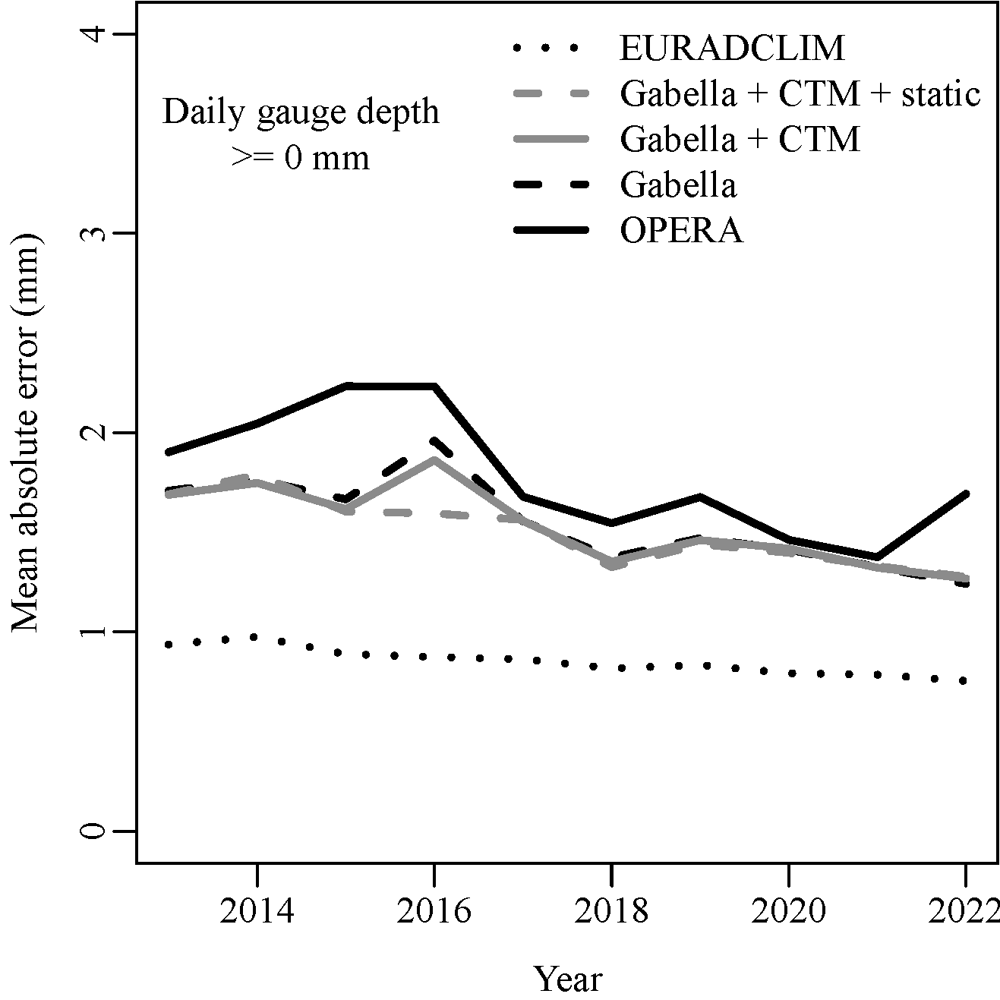 EURADCLIM
Gabella + CTM + static
Gabella + CTM
Gabella
OPERA
Daily gauge depth
>= 0 mm
Mean absolute error (mm)
4
3
2
1
0
2014 2016 2018 2020 2022
Year